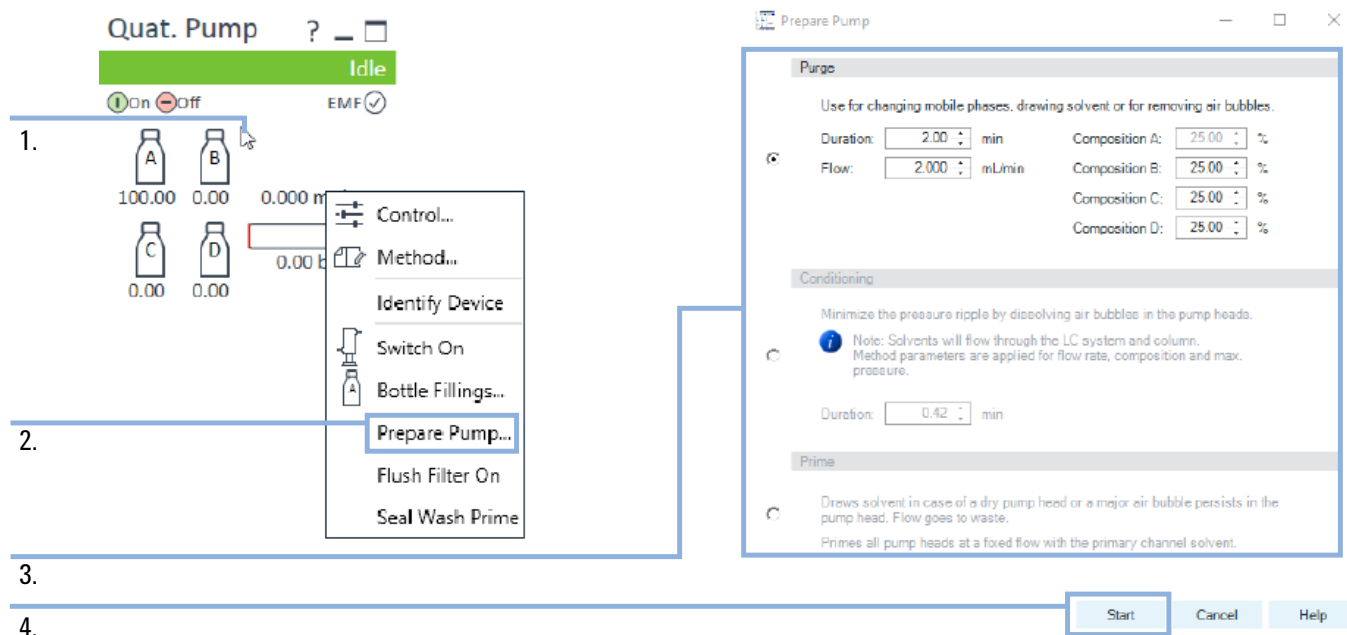 Quat. Pump ?
Idle
On Off EMF
1.
A B
100.00 0.00 0.000 m
C D
0.00 b
0.00 0.00
Control...
Method...
Identify Device
Switch On
A Bottle Fillings...
2.
Prepare Pump...
Flush Filter On
Seal Wash Prime
Prepare Pump
Purge
Use for changing mobile phases, drawing solvent or for removing air bubbles.
Duration: 2.00 min Composition A: 25.00 %
Flow: 2.000 mL/min Composition B: 25.00 %
Composition C: 25.00 %
Composition D: 25.00 %
Conditioning
Minimize the pressure ripple by dissolving air bubbles in the pump heads.
i Note: Solvents will flow through the LC system and column.
Method parameters are applied for flow rate, composition and max.
pressure.
Duration: 0.42 min
Prime
Draws solvent in case of a dry pump head or a major air bubble persists in the
pump head. Flow goes to waste.
Primes all pump heads at a fixed flow with the primary channel solvent.
3.
Start Cancel Help
4.